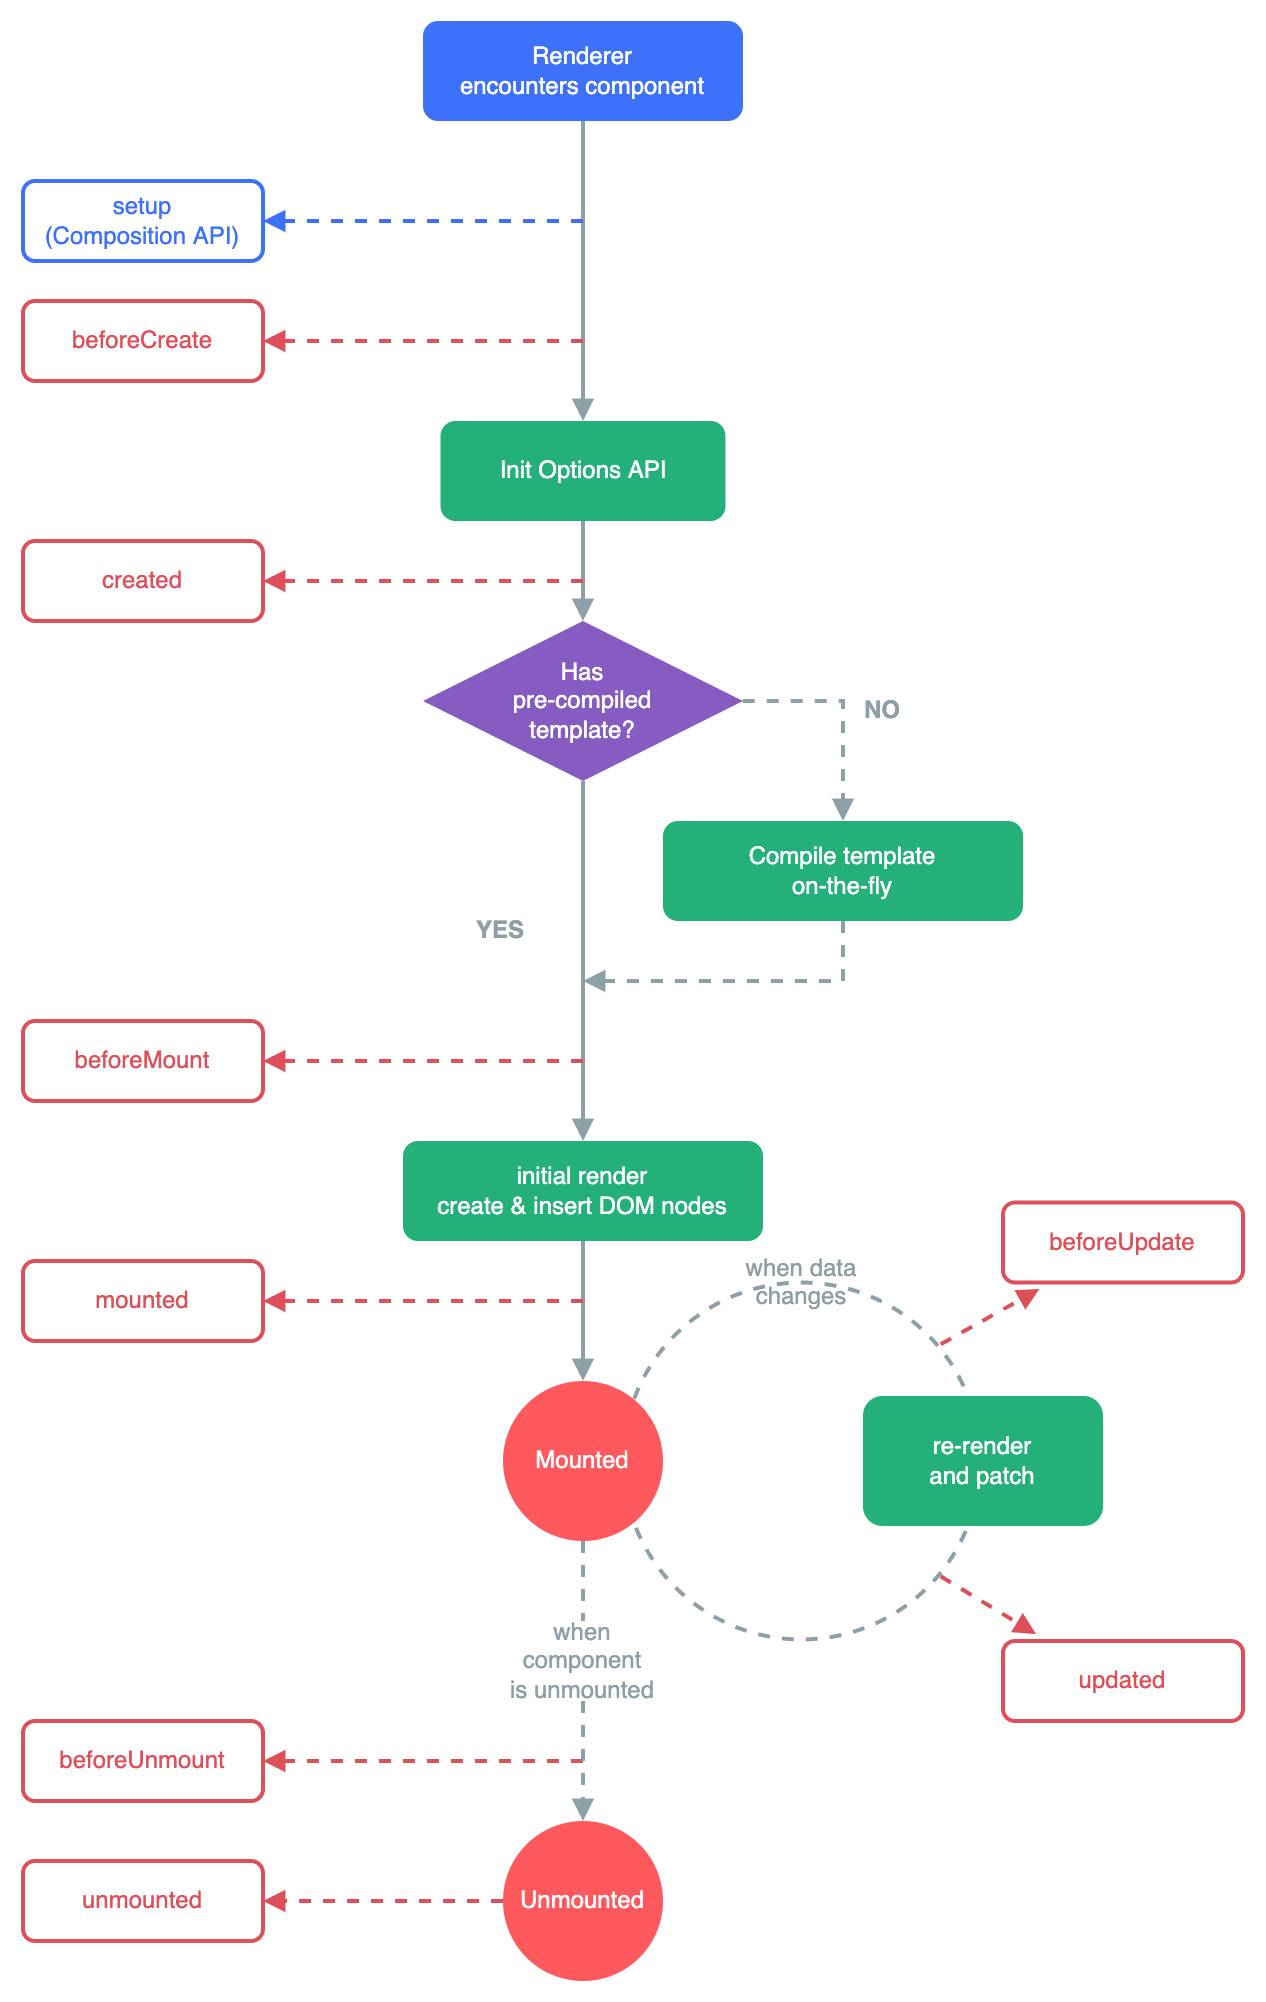 Renderer
encounters component
setup
(Composition API)
beforeCreate
Init Options API
created
Has
pre-compiled
template?
NO
Compile template
on-the-fly
YES
beforeMount
initial render
create & insert DOM nodes
beforeUpdate
when data
changes
mounted
Mounted
re-render
and patch
when
component
is unmounted
updated
beforeUnmount
unmounted
Unmounted